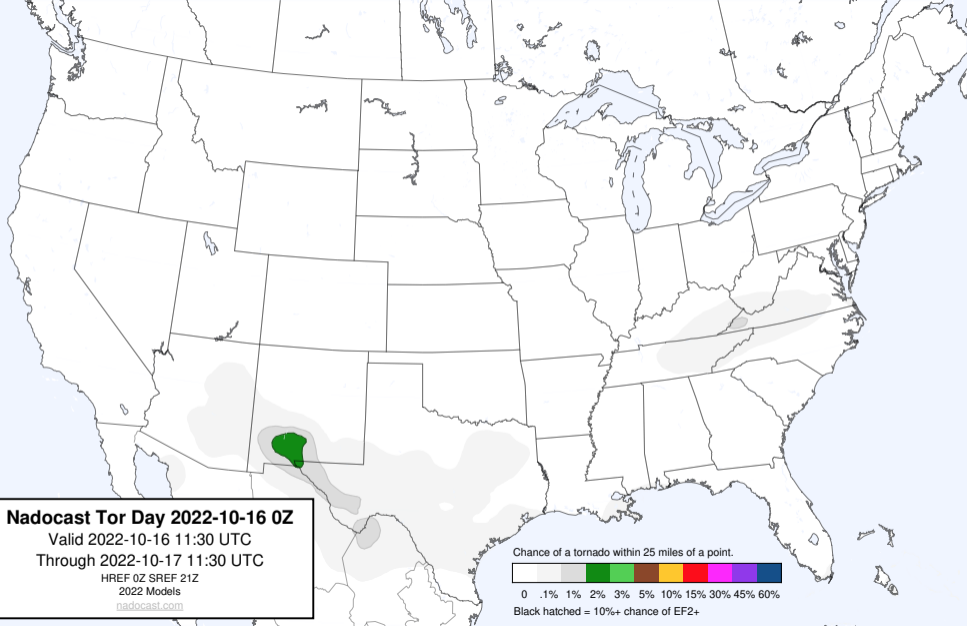 Nadocast Tor Day 2022-10-16 0Z
Valid 2022-10-16 11:30 UTC
Through 2022-10-17 11:30 UTC
HREF 0Z SREF 21Z
2022 Models
nadocast.com
Chance of a tornado within 25 miles of a point.
0 .1% 1% 2% 3% 5% 10% 15% 30% 45% 60%
Black hatched = 10%+ chance of EF2+